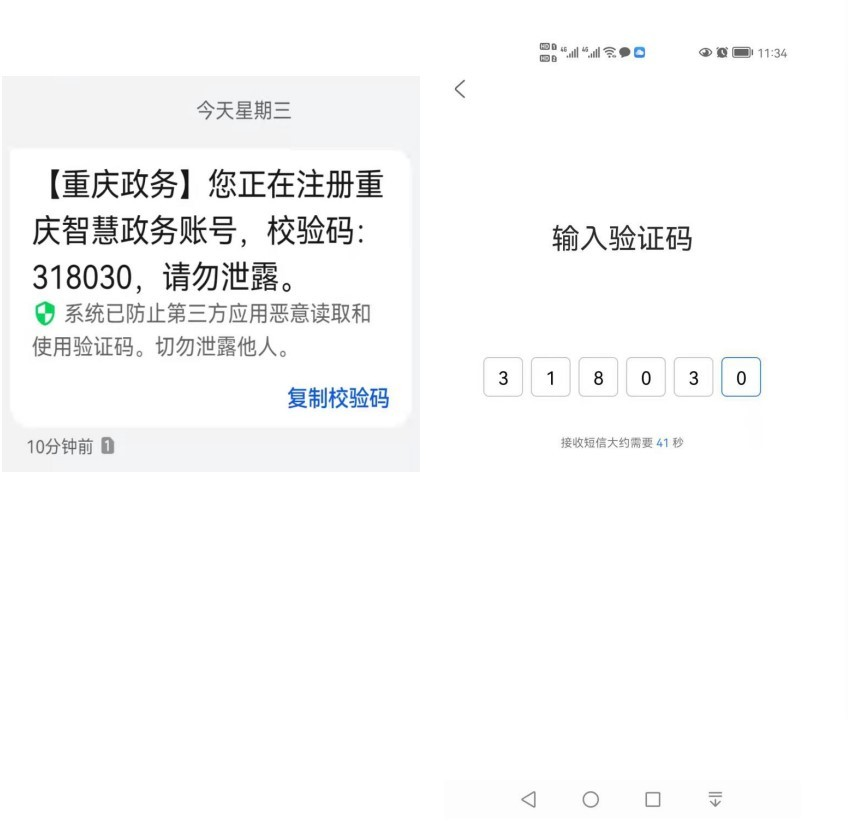 今天星期三
【重庆政务】您正在注册重
庆智慧政务账号，校验码：
318030，请勿泄露。
系统已防止第三方应用恶意读取和
使用验证码。切勿泄露他人。
复制校验码
10分钟前 1
11:34
输入验证码
3 1 8 0 3 0
接收短信大约需要 41 秒